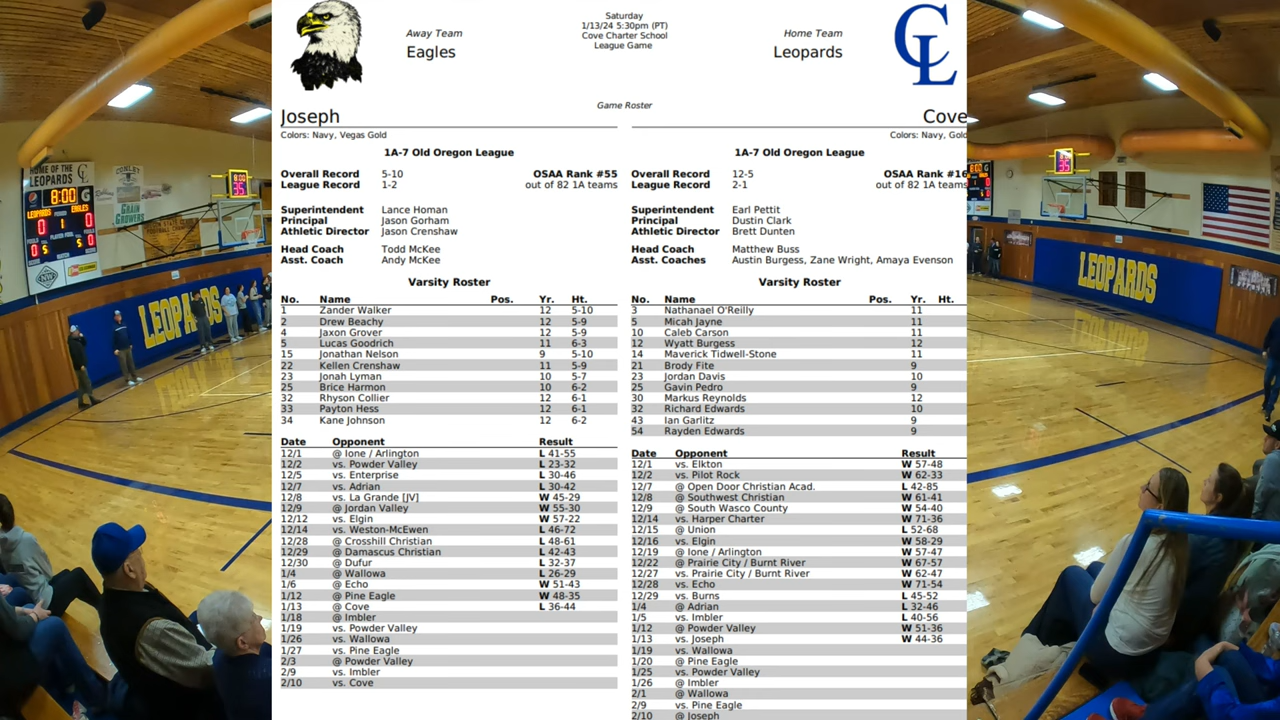 Away Team
Eagles
Saturday
1/13/24 5:30pm (PT)
Cove Charter School
League Game
Home Team
Leopards
CL
Game Roster
Joseph
Colors: Navy, Vegas Gold
1A-7 Old Oregon League
Overall Record 5-10 OSAA Rank #55
League Record 1-2 out of 82 1A teams
Superintendent Lance Homan
Principal Jason Gorham
Athletic Director Jason Crenshaw
Head Coach Todd McKee
Asst. Coach Andy McKee
Varsity Roster
No. Name Pos. Yr. Ht.
1 Zander Walker 12 5-10
2 Drew Beachy 12 5-9
4 Jaxon Grover 12 5-9
5 Lucas Goodrich 11 6-3
15 Jonathan Nelson 9 5-10
22 Kellen Crenshaw 11 5-9
23 Jonah Lyman 10 5-7
25 Brice Harmon 10 6-2
32 Rhyson Collier 12 6-1
33 Payton Hess 12 6-1
34 Kane Johnson 12 6-2
Date Opponent Result
12/1 @ Ione / Arlington L 41-55
12/2 vs. Powder Valley L 23-32
12/5 vs. Enterprise L 30-46
12/7 vs. Adrian L 30-42
12/8 vs. La Grande [JV] W 45-29
12/9 @ Jordan Valley W 55-30
12/12 vs. Elgin W 57-22
12/14 vs. Weston-McEwen L 46-72
12/28 @ Crosshill Christian L 48-61
12/29 @ Damascus Christian L 42-43
12/30 @ Dufur L 32-37
1/4 @ Wallowa L 26-29
1/6 @ Echo W 51-43
1/12 @ Pine Eagle W 48-35
1/13 @ Cove L 36-44
1/18 @ Imbler
1/19 vs. Powder Valley
1/26 vs. Wallowa
1/27 vs. Pine Eagle
2/3 @ Powder Valley
2/9 vs. Imbler
2/10 vs. Cove
Cove
Colors: Navy, Gold
1A-7 Old Oregon League
Overall Record 12-5 OSAA Rank #16
League Record 2-1 out of 82 1A teams
Superintendent Earl Pettit
Principal Dustin Clark
Athletic Director Brett Dunten
Head Coach Matthew Buss
Asst. Coaches Austin Burgess, Zane Wright, Amaya Evenson
Varsity Roster
No. Name Pos. Yr. Ht.
3 Nathanael O'Reilly 11
5 Micah Jayne 11
10 Caleb Carson 11
12 Wyatt Burgess 12
14 Maverick Tidwell-Stone 11
21 Brody Fite 9
23 Jordan Davis 10
25 Gavin Pedro 9
30 Markus Reynolds 12
32 Richard Edwards 10
43 Ian Garlitz 9
54 Rayden Edwards 9
Date Opponent Result
12/1 vs. Elkton W 57-48
12/2 vs. Pilot Rock W 62-33
12/7 @ Open Door Christian Acad. L 42-85
12/8 @ Southwest Christian W 61-41
12/9 @ South Wasco County W 54-40
12/14 vs. Harper Charter W 71-36
12/15 @ Union L 52-68
12/16 vs. Elgin W 58-29
12/19 @ Ione / Arlington W 57-47
12/22 @ Prairie City / Burnt River W 67-57
12/27 vs. Prairie City / Burnt River W 62-47
12/28 vs. Echo W 71-54
12/29 vs. Burns L 45-52
1/4 @ Adrian L 32-46
1/5 vs. Imbler L 40-56
1/12 @ Powder Valley W 51-36
1/13 vs. Joseph W 44-36
1/19 vs. Wallowa
1/20 @ Pine Eagle
1/25 vs. Powder Valley
1/26 @ Imbler
2/1 @ Wallowa
2/9 vs. Pine Eagle
2/10 @ Joseph
HOME OF THE
LEOPARDS
CL
8:00
LEOPARDS EAGLES
0 1 0
0 5 5 0
NW
GRAIN
GROWERS
8:00
35
LEOPARDS
35
LEOPARDS